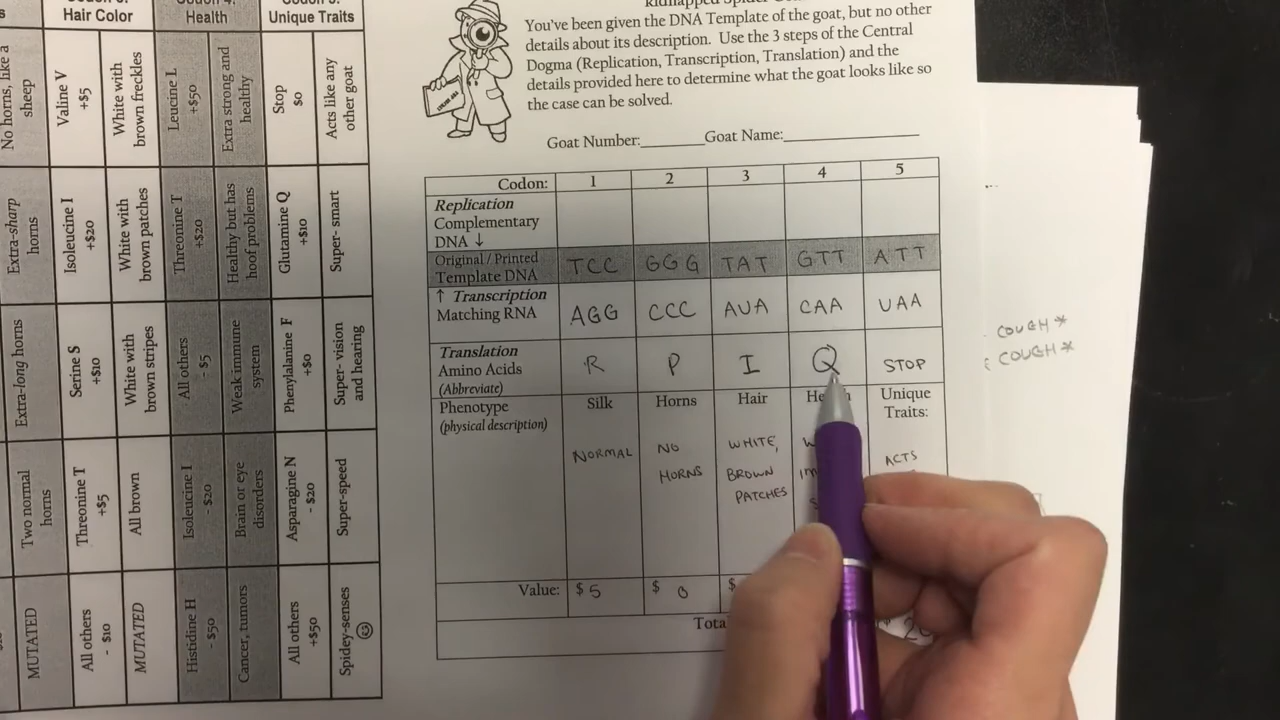 Hair Color
Health
Unique Traits
No horns, like a sheep
Valine V
+$5
White with
brown freckles
Leucine L
+$50
Extra strong and
healthy
Stop
$0
Acts like any
other goat
Extra-sharp
horns
Isoleucine I
+$20
White with
brown patches
Threonine T
+$20
Healthy but has
hoof problems
Glutamine Q
+$10
Super- smart
Extra-long horns
Serine S
+$10
White with
brown stripes
All others
- $5
Weak immune
system
Phenylalanine F
+$0
Super- vision
and hearing
Two normal
horns
Threonine T
+$5
All brown
Isoleucine I
- $20
Brain or eye
disorders
Asparagine N
- $20
Super-speed
MUTATED
All others
- $10
MUTATED
Histidine H
- $50
Cancer, tumors
All others
+$50
Spidey-senses
You've been given the DNA Template of the goat, but no other
details about its description. Use the 3 steps of the Central
Dogma (Replication, Transcription, Translation) and the
details provided here to determine what the goat looks like so
the case can be solved.
Goat Number:_______Goat Name:______________
Codon: 1 2 3 4 5
Replication
Complementary
DNA ↓
Original / Printed
Template DNA TCC GGG TAT GTT ATT
↑ Transcription
Matching RNA AGG CCC AUA CAA UAA
Translation
Amino Acids
(Abbreviate) R P I Q STOP
Phenotype
(physical description)
Silk Horns Hair Unique
Traits:
NORMAL
NO
HORNS
WHITE,
BROWN
PATCHES
ACTS
Value: $ 5 $ 0 $
COUGH*
COUGH*